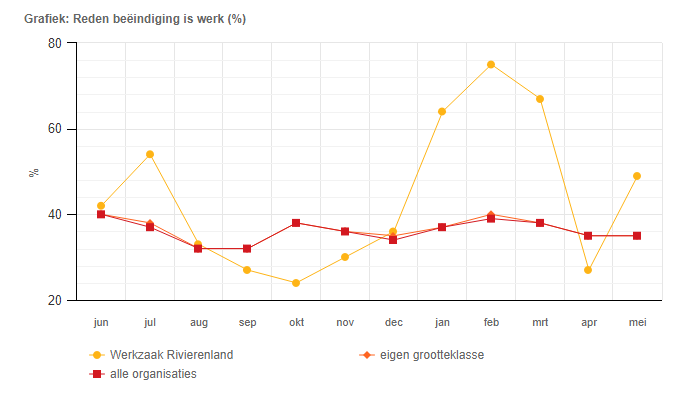 Grafiek: Reden beëindiging is werk (%)
80
60
%
40
20
jun jul aug sep okt nov dec jan feb mrt apr mei
Werkzaak Rivierenland eigen grootteklasse
alle organisaties